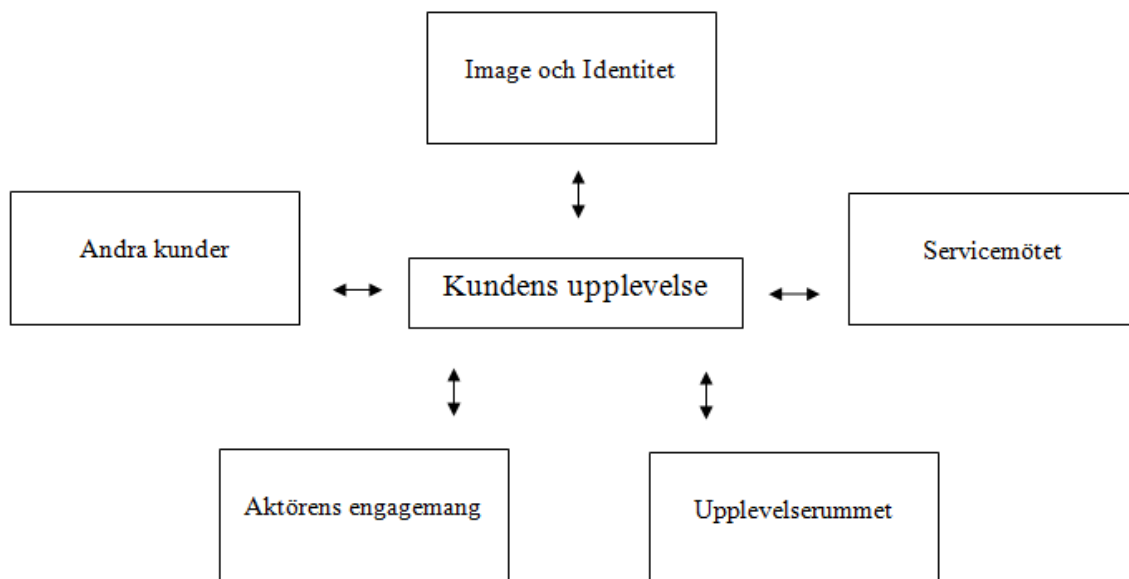 Image och Identitet
Andra kunder
Servicemötet
Kundens upplevelse
Aktörens engagemang
Upplevelserummet